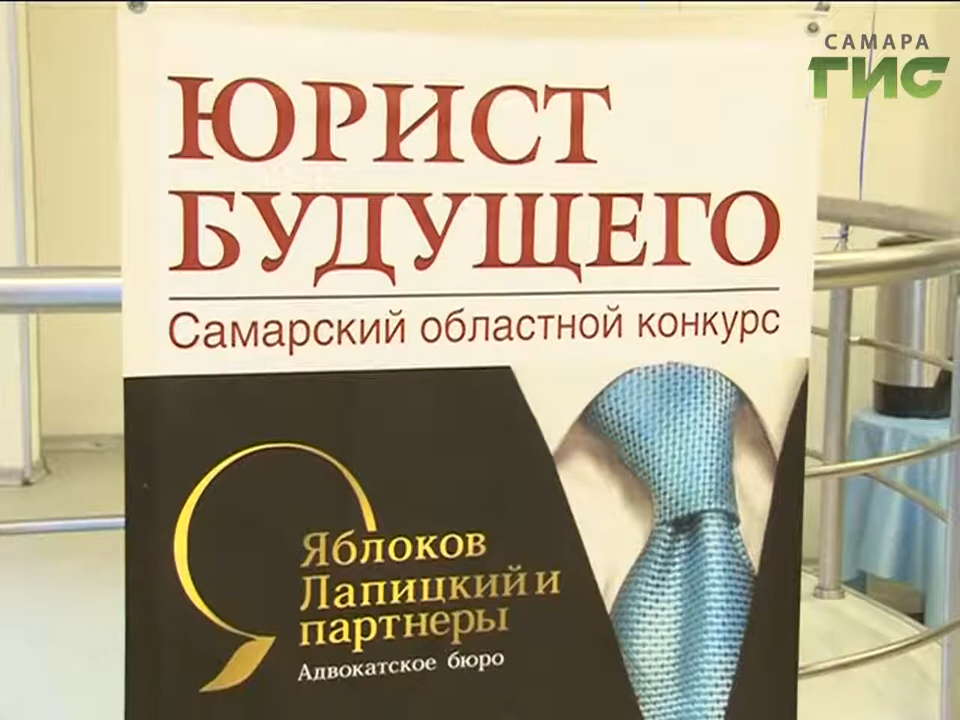 САМАРА
ГИС
ЮРИСТ
БУДУЩЕГО
Самарский областной конкурс
Яблоков
Лапицкий и
партнеры
Адвокатское бюро